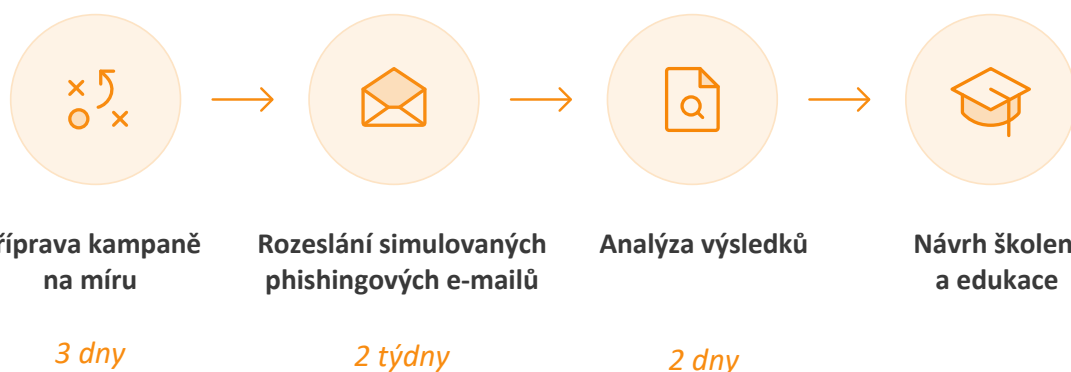 říprava kampaně
na míru
Rozeslání simulovaných
phishingových e-mailů
Analýza výsledků
Návrh školen
a edukace
3 dny
2 týdny
2 dny